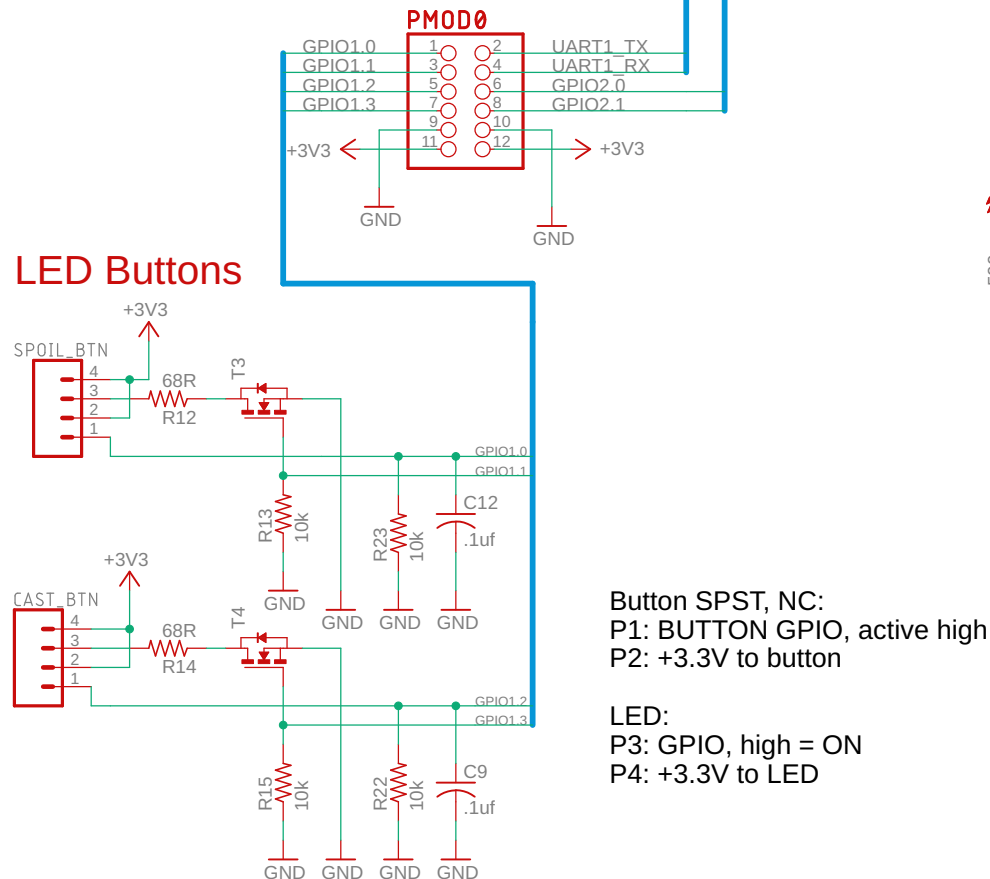 PMOD0
GPIO1.0 1 2 UART1_TX
GPIO1.1 3 4 UART1_RX
GPIO1.2 5 6 GPIO2.0
GPIO1.3 7 8 GPIO2.1
9 10
+3V3 11 12 +3V3
GND
GND
LED Buttons
+3V3
SPOIL_BTN
4
3
2
1
68R
R12
T3
GPIO1.0
GPIO1.1
R13
10k
R23
10k
C12
.1uf
GND
GND
GND
GND
+3V3
CAST_BTN
4
3
2
1
68R
R14
T4
GPIO1.2
GPIO1.3
R15
10k
R22
10k
C9
.1uf
GND
GND
GND
GND
Button SPST, NC:
P1: BUTTON GPIO, active high
P2: +3.3V to button
LED:
P3: GPIO, high = ON
P4: +3.3V to LED